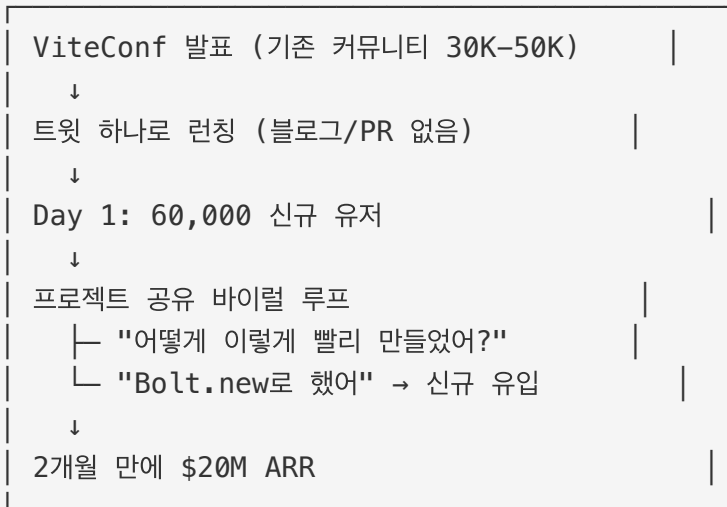 ViteConf 발표 (기존 커뮤니티 30K-50K)
↓
트윗 하나로 런칭 (블로그/PR 없음)
↓
Day 1: 60,000 신규 유저
↓
프로젝트 공유 바이럴 루프
├─ "어떻게 이렇게 빨리 만들었어?"
└─ "Bolt.new로 했어" → 신규 유입
↓
2개월 만에 $20M ARR